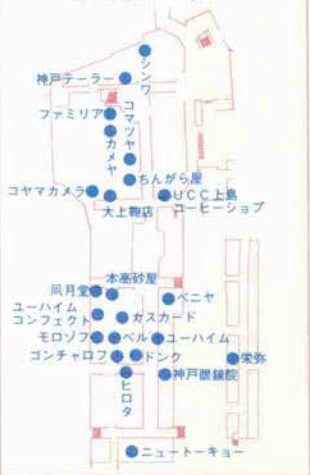 シンワ
神戸テーラー
ファミリア
コマツヤ
カメヤ
ちんがら屋
コヤマカメラ
UCC上島
コーヒーショップ
大上鞄店
本高砂屋
凮月堂
ベニヤ
ユーハイム
コンフェクト
カスカード
モロゾフ
ベル
ユーハイム
ゴンチャロフ
ドンク
栄弥
神戸眼鏡院
ヒロタ
ニュートーキョー